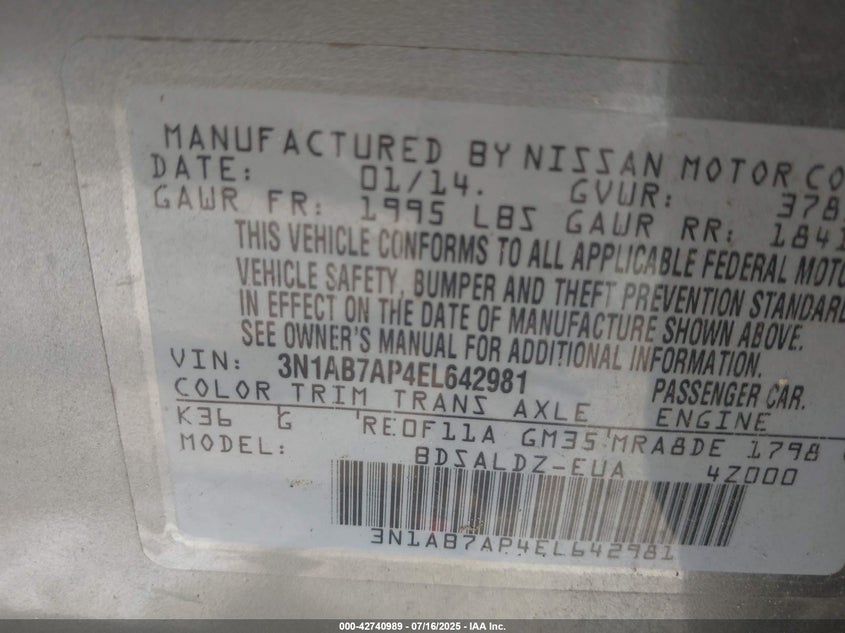 MANUFACTURED BY NISSAN MOTOR CO
DATE: 01/14. GVWR: 378
GAWR FR: 1995 LBS GAWR RR: 1841
THIS VEHICLE CONFORMS TO ALL APPLICABLE FEDERAL MOTO
VEHICLE SAFETY, BUMPER AND THEFT PREVENTION STANDARD
IN EFFECT ON THE DATE OF MANUFACTURE SHOWN ABOVE.
SEE OWNER'S MANUAL FOR ADDITIONAL INFORMATION.
VIN: 3N1AB7AP4EL642981 PASSENGER CAR.
COLOR TRIM TRANS AXLE ENGINE
K36 G RE0F11A GM35 MRA8DE 1798
MODEL: BDSALDZ-EUA 4Z000
3N1AB7AP4EL642981
000-42740989 - 07/16/2025 - IAA Inc.